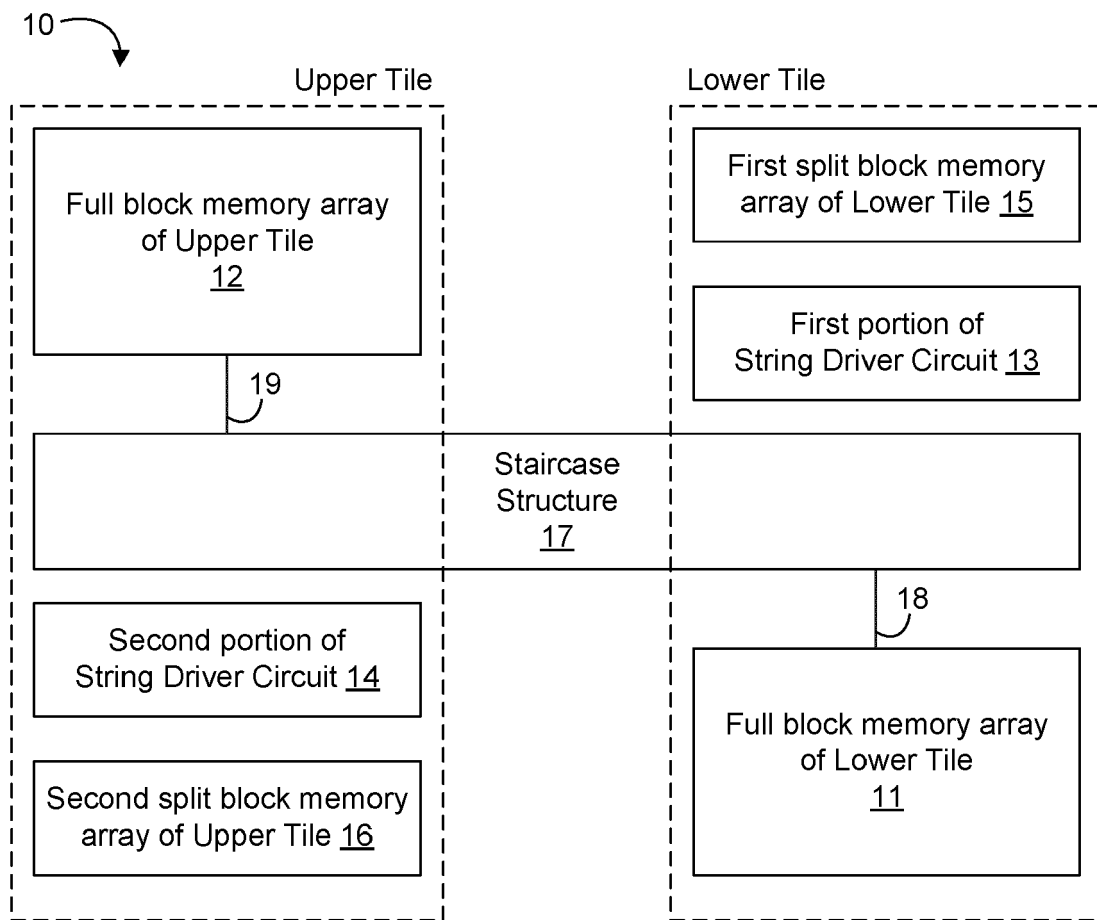 10
Upper Tile
Lower Tile
Full block memory array
of Upper Tile
12
First split block memory
array of Lower Tile 15
First portion of
String Driver Circuit 13
19
Staircase
Structure
17
18
Second portion of
String Driver Circuit 14
Second split block memory
array of Upper Tile 16
Full block memory array
of Lower Tile
11